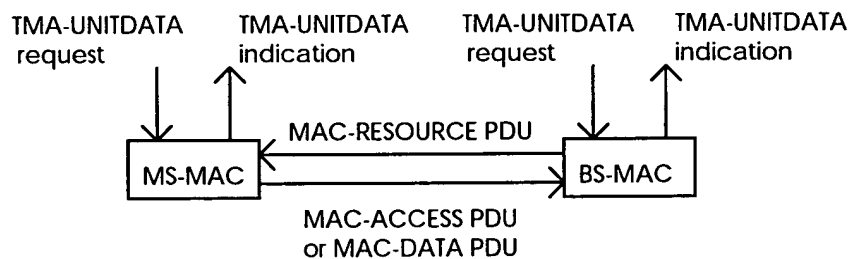 TMA-UNITDATA
request
TMA-UNITDATA
indication
TMA-UNITDATA
request
TMA-UNITDATA
indication
MAC-RESOURCE PDU
MS-MAC
BS-MAC
MAC-ACCESS PDU
or MAC-DATA PDU